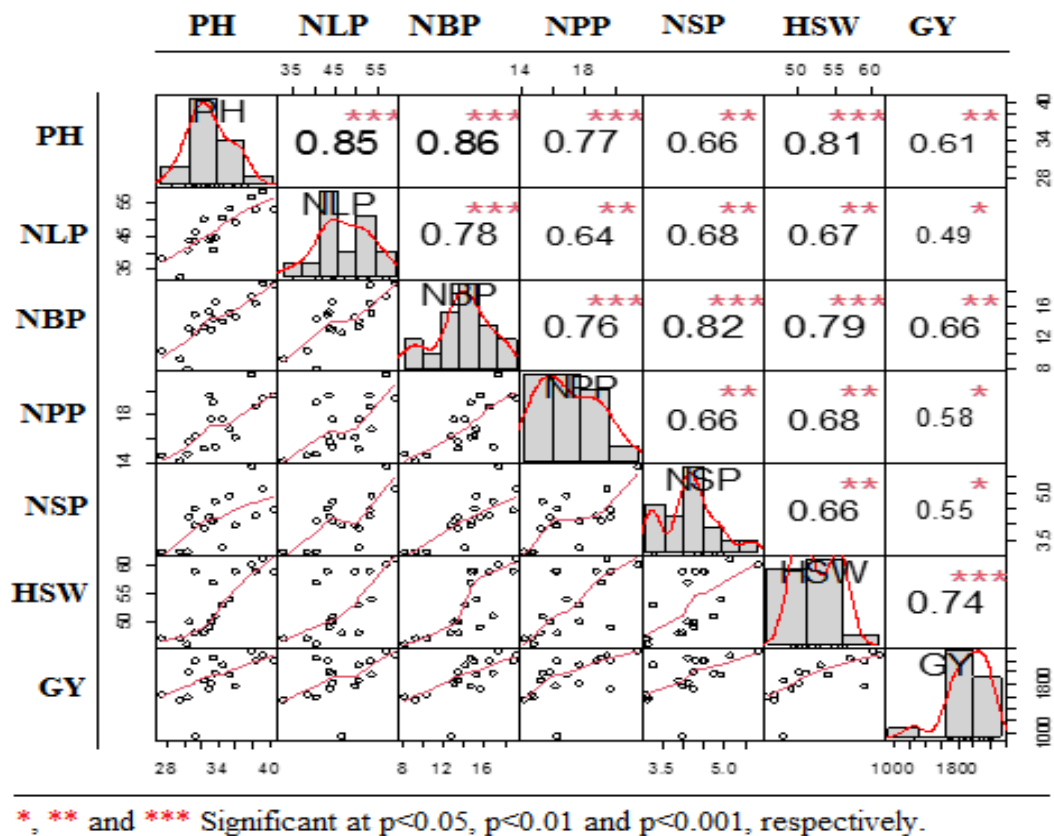 PH NLP NBP NPP NSP HSW GY
35 45 55 14 18 50 55 60
PH PH *** 0.85 *** 0.86 *** 0.77 ** 0.66 *** 0.81 ** 0.61 28 34 40
NLP 35 45 55 NLP *** 0.78 ** 0.64 ** 0.68 ** 0.67 * 0.49
NBP NBP *** 0.76 *** 0.82 *** 0.79 ** 0.66 8 12 16
NPP 14 18 NPP ** 0.66 ** 0.68 * 0.58
NSP NSP ** 0.66 * 0.55 3.5 5.0
HSW 50 55 60 HSW *** 0.74
GY GY 1000 1800
28 34 40 8 12 16 3.5 5.0 1000 1800
*, ** and *** Significant at p<0.05, p<0.01 and p<0.001, respectively.